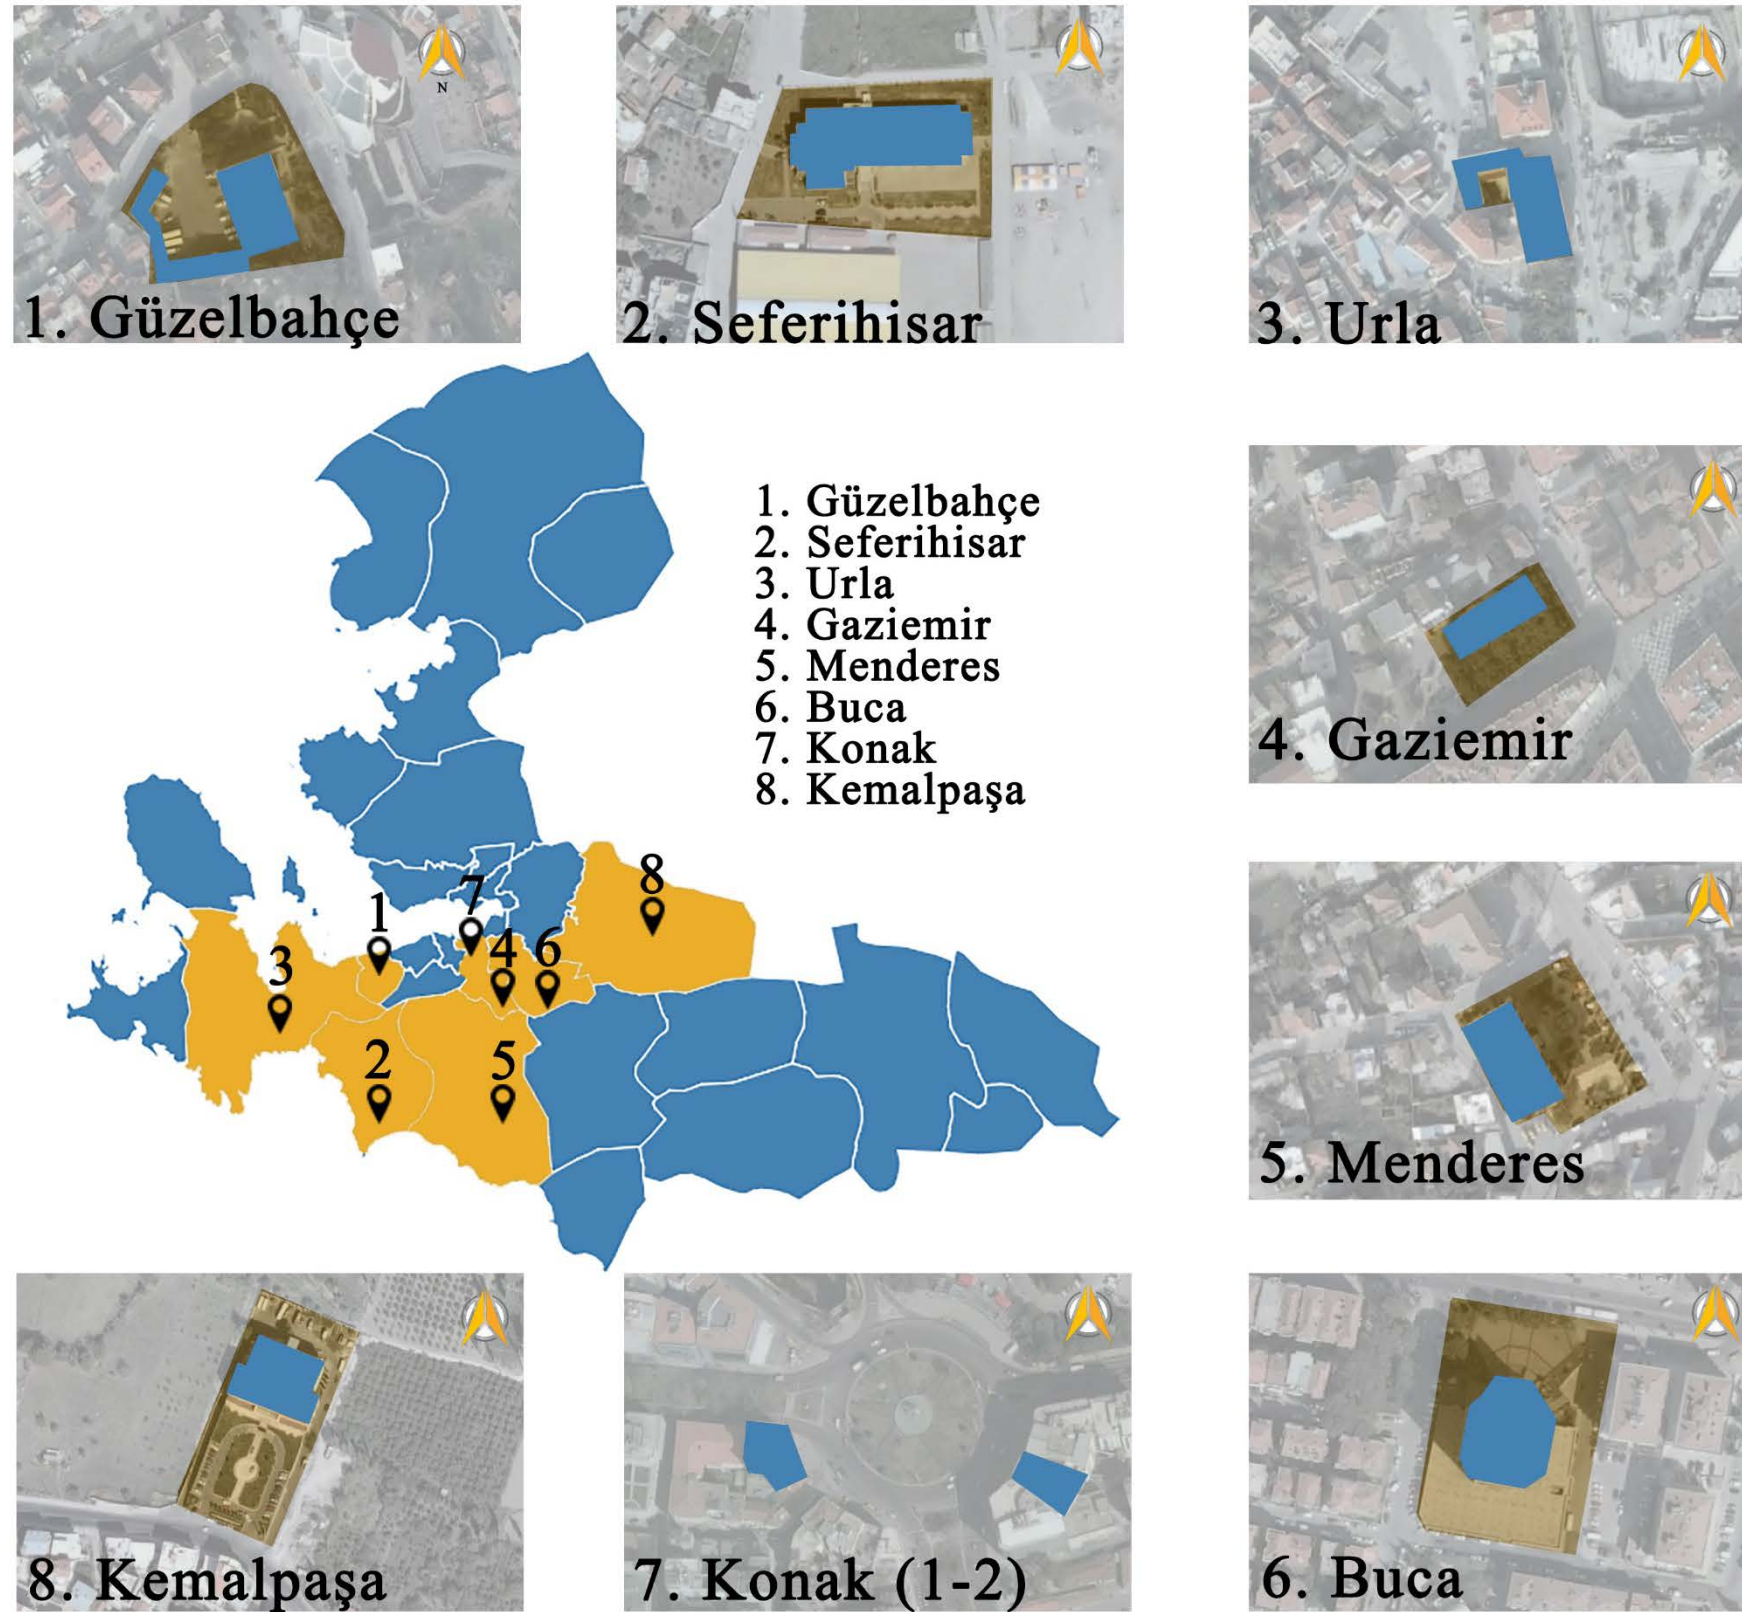 N
1. Güzelbahçe
2. Seferihisar
3. Urla
1. Güzelbahçe
2. Seferihisar
3. Urla
4. Gaziemir
5. Menderes
6. Buca
7. Konak
8. Kemalpaşa
4. Gaziemir
8
7
1
4
6
3
2
5
5. Menderes
8. Kemalpaşa
7. Konak (1-2)
6. Buca